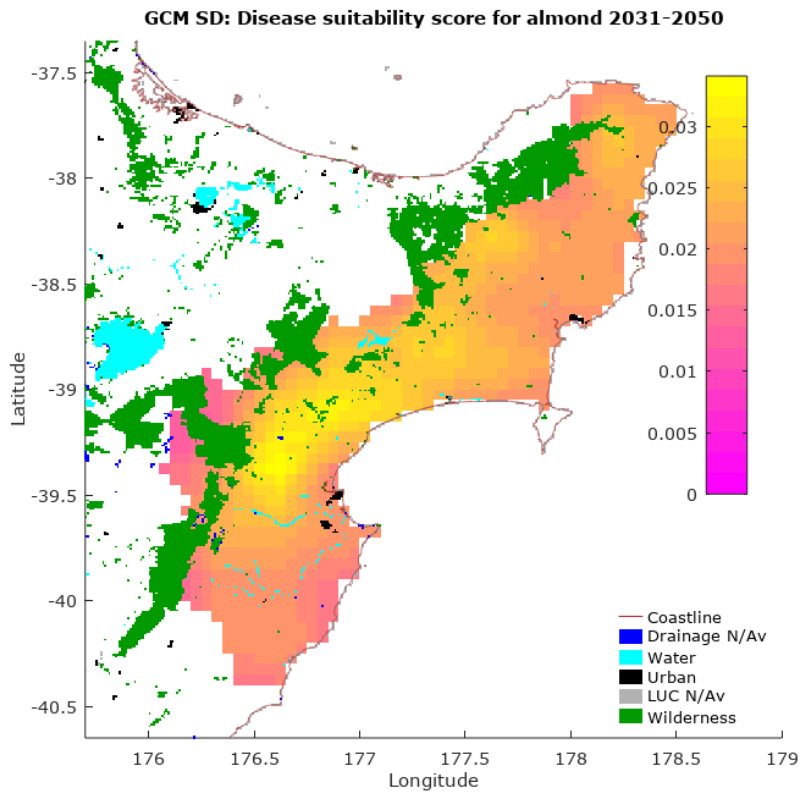 GCM SD: Disease suitability score for almond 2031-2050
-37.5
-38
-38.5
-39
-39.5
-40
-40.5
Latitude
176
176.5
177
177.5
178
178.5
179
Longitude
0.03
0.025
0.02
0.015
0.01
0.005
0
Coastline
Drainage N/Av
Water
Urban
LUC N/Av
Wilderness